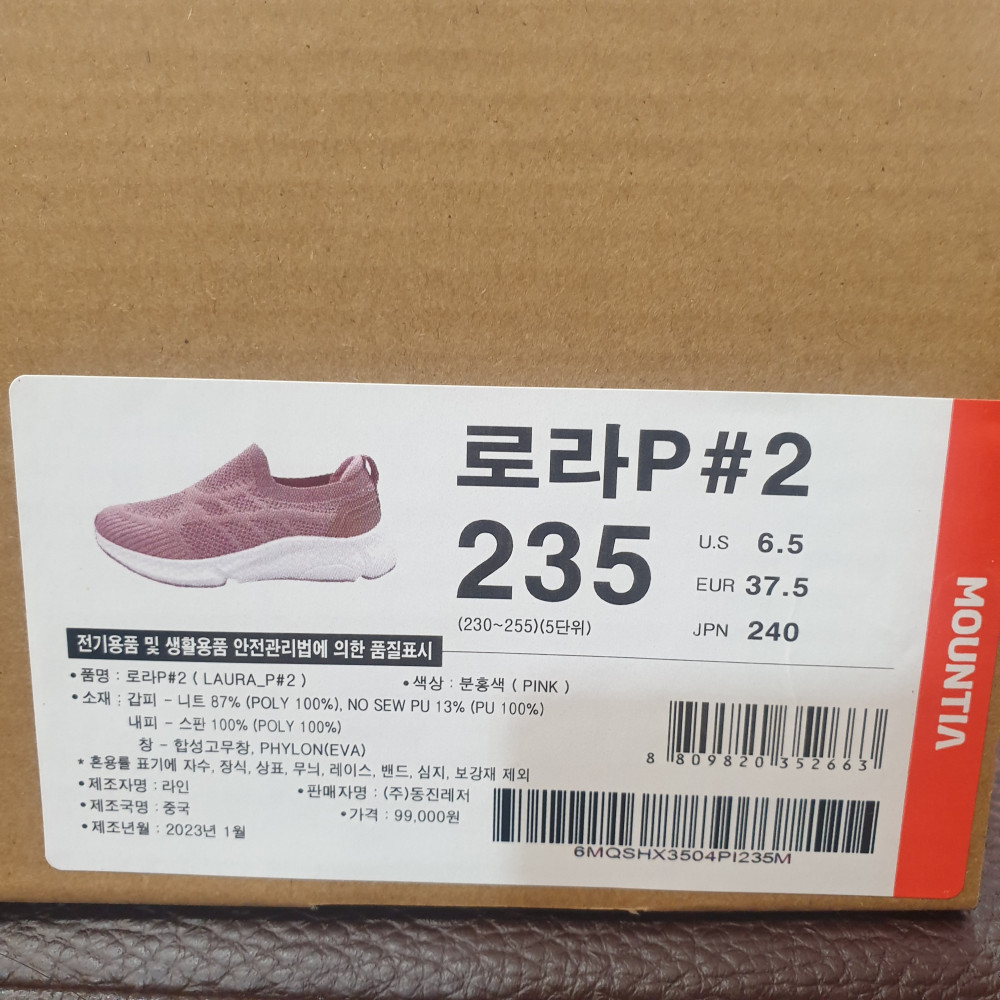 로라P#2
235
U.S 6.5
EUR 37.5
JPN 240
(230~255)(5단위)
MOUNTIA
전기용품 및 생활용품 안전관리법에 의한 품질표시
•품명 : 로라P#2 ( LAURA_P#2 )
•색상 : 분홍색 ( PINK )
•소재 : 갑피 - 니트 87% (POLY 100%), NO SEW PU 13% (PU 100%)
내피 - 스판 100% (POLY 100%)
창 - 합성고무창, PHYLON(EVA)
* 혼용률 표기에 자수, 장식, 상표, 무늬, 레이스, 밴드, 심지, 보강재 제외
•제조자명 : 라인
•판매자명 : (주)동진레저
•제조국명 : 중국
•가격 : 99,000원
•제조년월 : 2023년 1월
8 809820 352663
6MQSHX3504PI235M